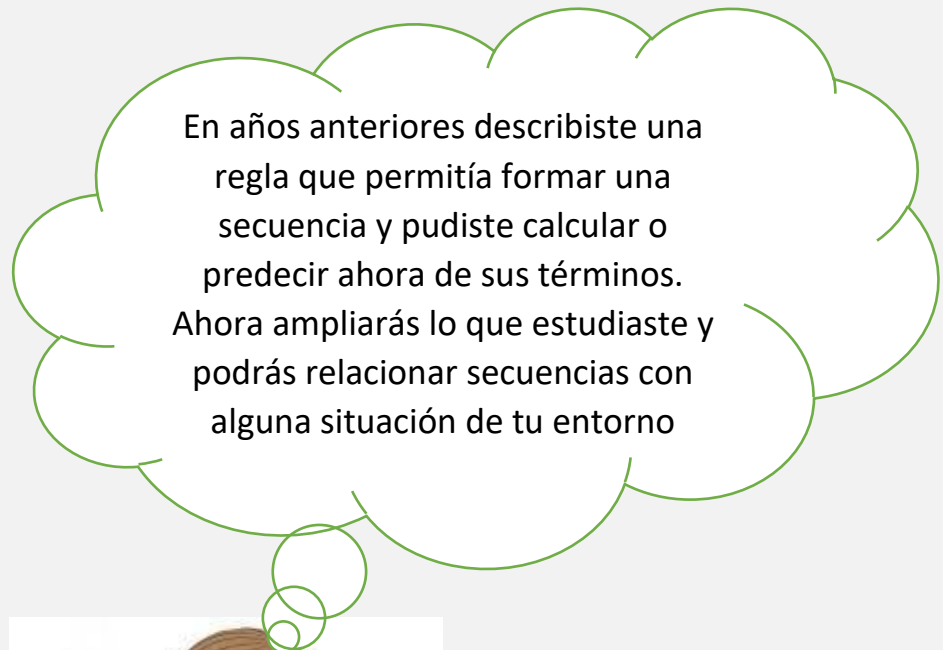 En años anteriores describiste una
regla que permitía formar una
secuencia y pudiste calcular o
predecir ahora de sus términos.
Ahora ampliarás lo que estudiaste y
podrás relacionar secuencias con
alguna situación de tu entorno